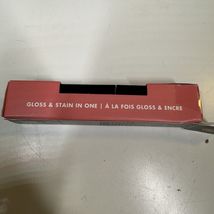 GLOSS & STAIN IN ONE | À LA FOIS GLOSS & ENCRE